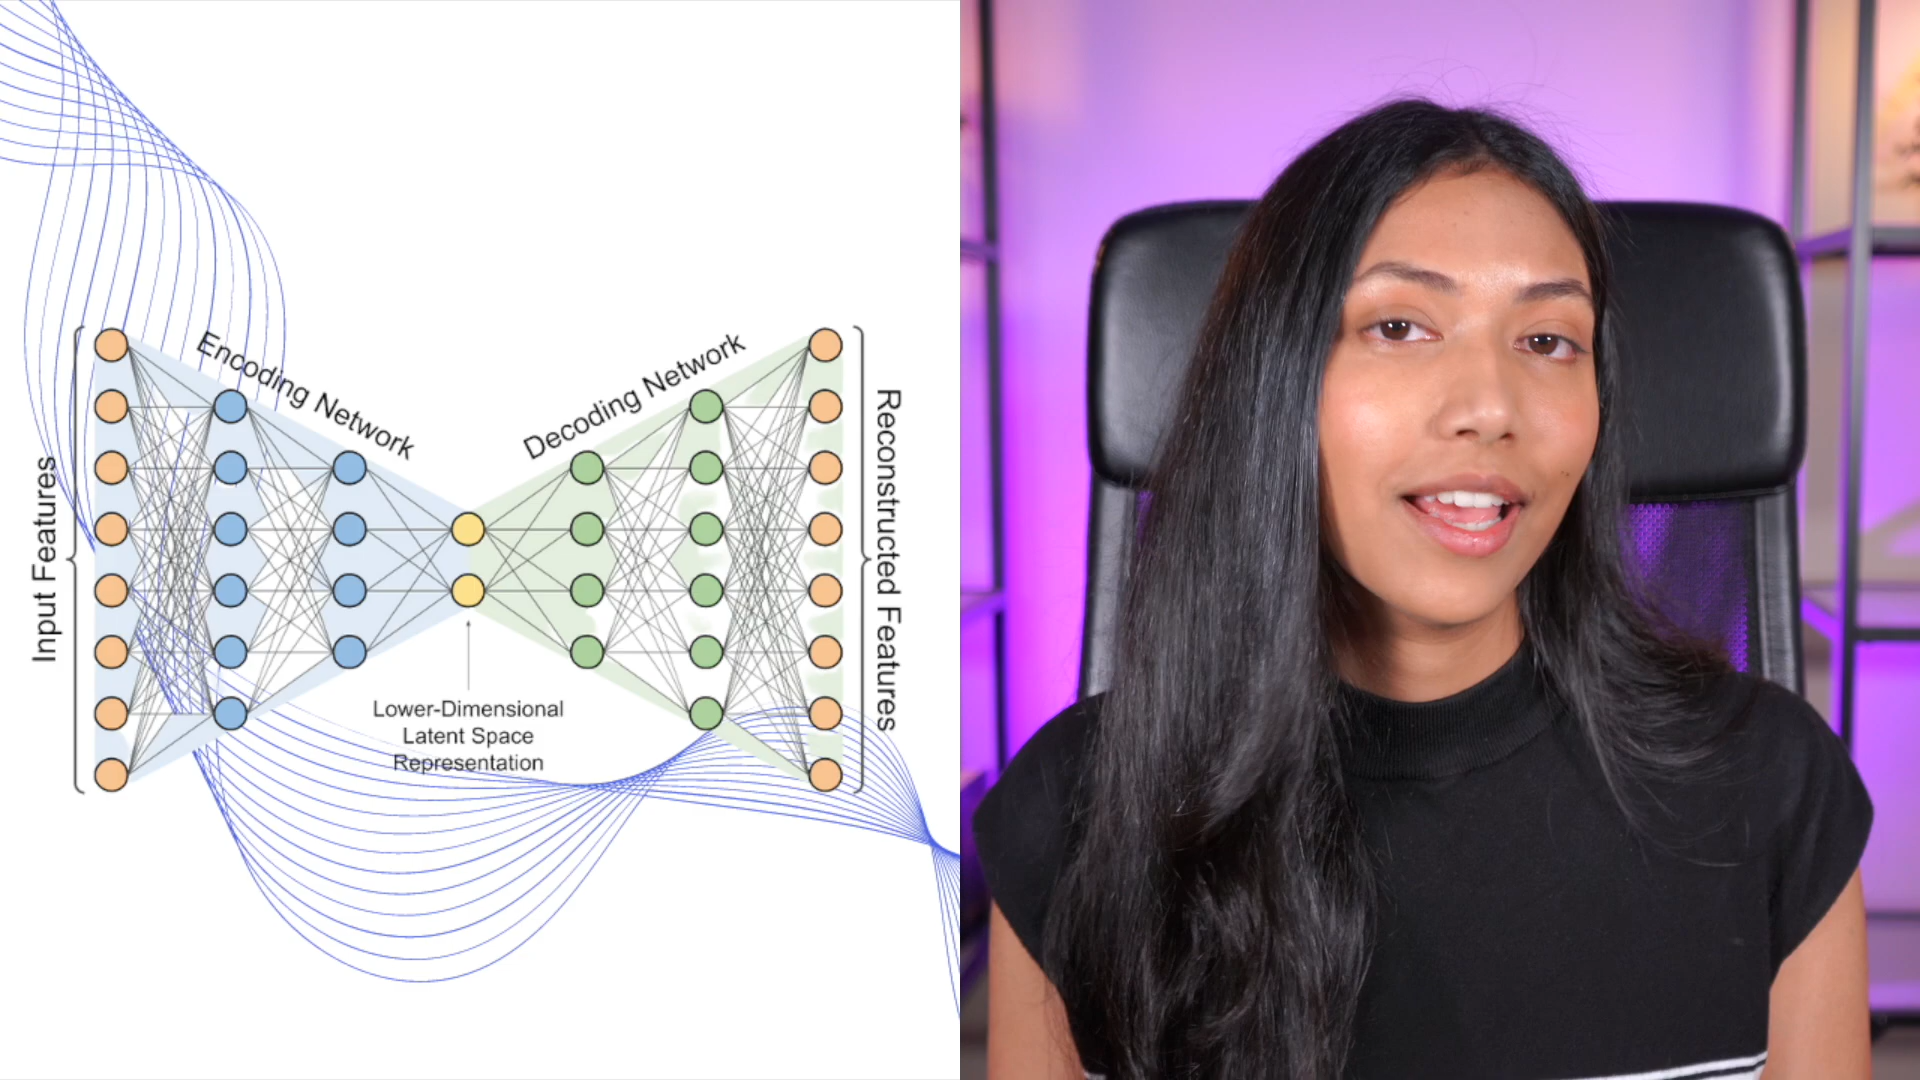 Input Features
Encoding Network
Lower-Dimensional
Latent Space
Representation
Decoding Network
Reconstructed Features